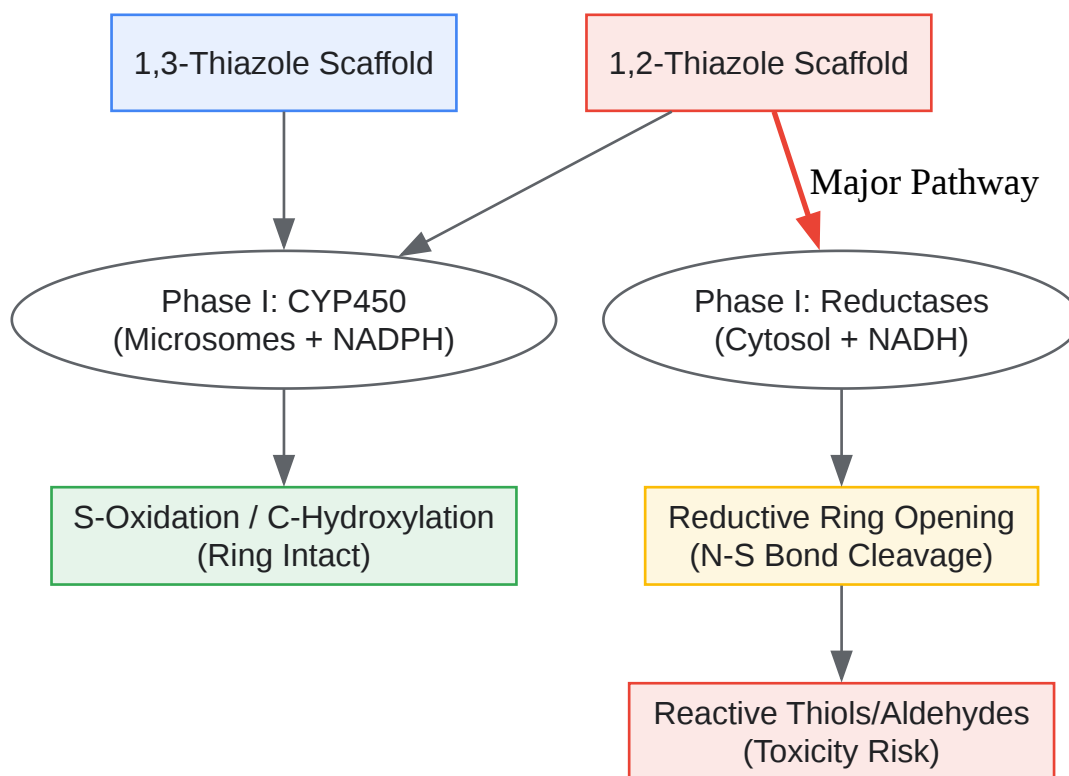 1,3-Thiazole Scaffold
1,2-Thiazole Scaffold
Major Pathway
Phase I: CYP450
(Microsomes + NADPH)
Phase I: Reductases
(Cytosol + NADH)
S-Oxidation / C-Hydroxylation
(Ring Intact)
Reductive Ring Opening
(N-S Bond Cleavage)
Reactive Thiols/Aldehydes
(Toxicity Risk)